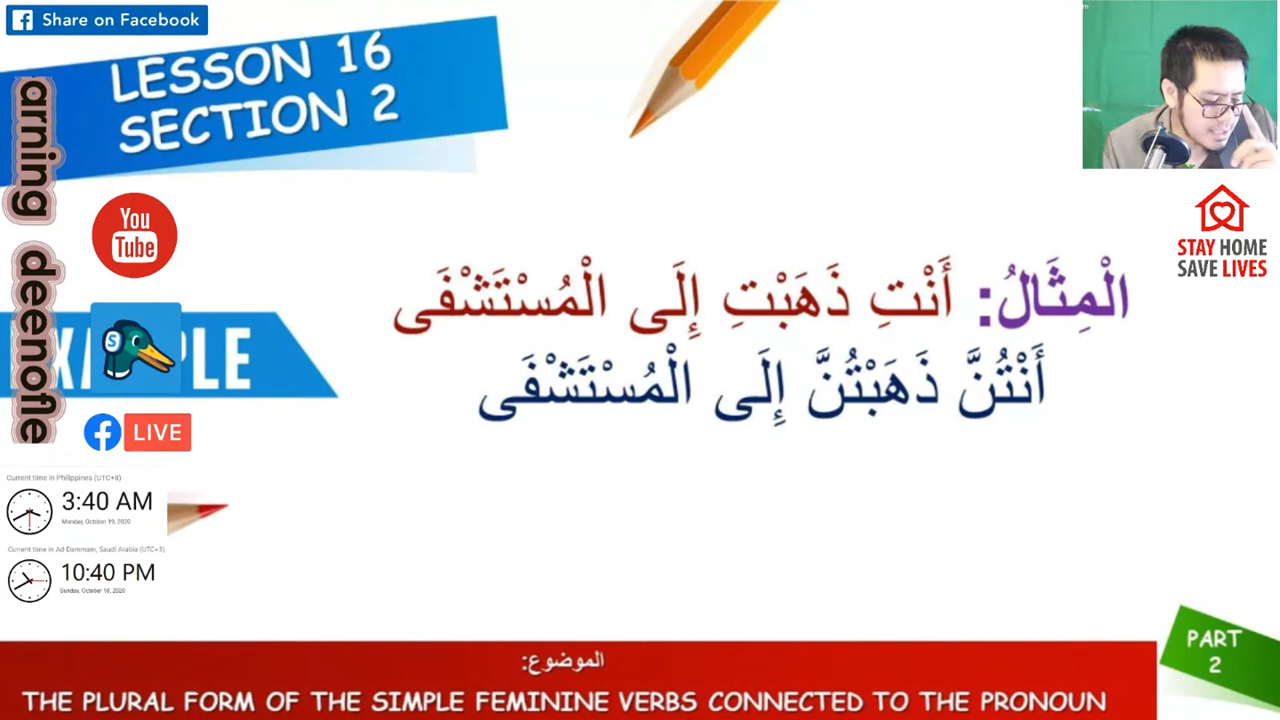 Share on Facebook
LESSON 16
SECTION 2
arning deenofle
You
Tube
STAY HOME
SAVE LIVES
الْمِثَالُ: أَنْتِ ذَهَبْتِ إِلَى الْمُسْتَشْفَى
أَنْتُنَّ ذَهَبْتُنَّ إِلَى الْمُسْتَشْفَى
S
LIVE
Current time in Philippines (UTC+8)
3:40 AM
Monday, October 19, 2020
Current time in Ad Dammam, Saudi Arabia (UTC+3)
10:40 PM
Sunday, October 18, 2020
PART
2
الموضوع:
THE PLURAL FORM OF THE SIMPLE FEMININE VERBS CONNECTED TO THE PRONOUN